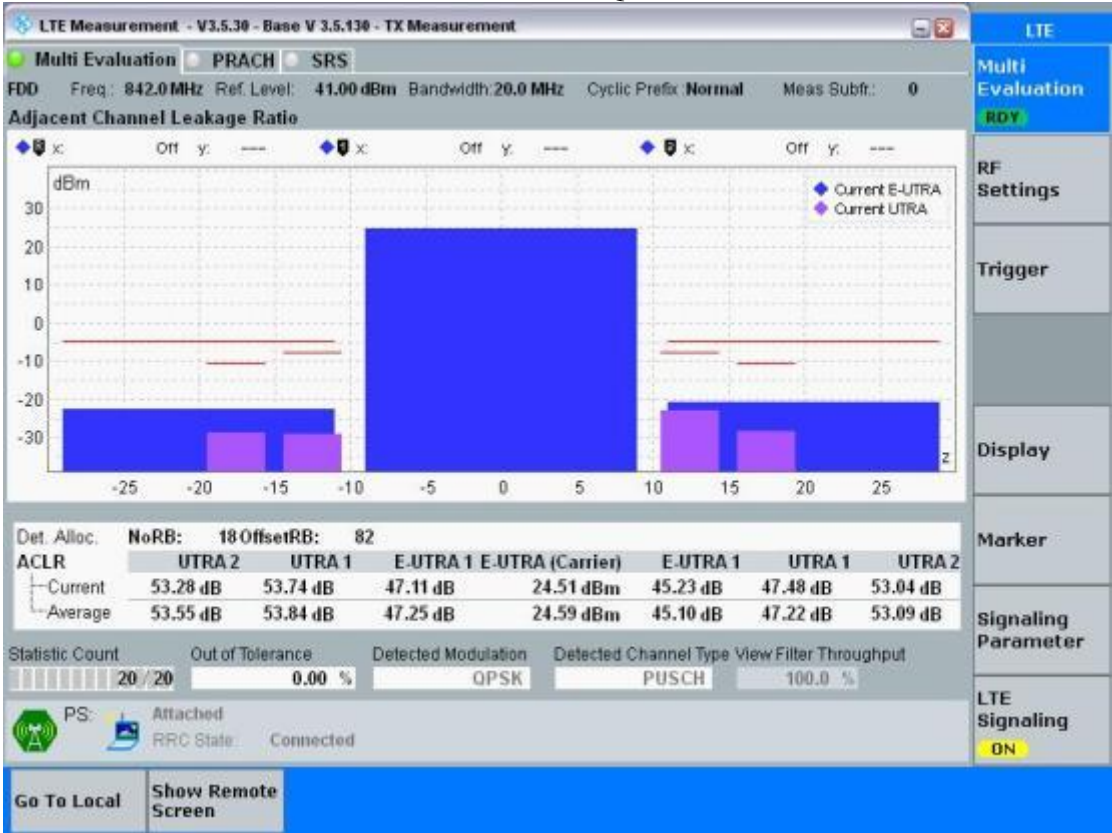 LTE Measurement - V3.5.30 - Base V 3.5.130 - TX Measurement
LTE
Multi Evaluation PRACH SRS
FDD Freq.: 842.0 MHz Ref. Level: 41.00 dBm Bandwidth: 20.0 MHz Cyclic Prefix: Normal Meas Subfr.: 0
Adjacent Channel Leakage Ratio
x: Off y: --- x: Off y: --- x: Off y: ---
dBm
Current E-UTRA
Current UTRA
30
20
10
0
-10
-20
-30
z
-25 -20 -15 -10 -5 0 5 10 15 20 25
Det. Alloc. NoRB: 18 OffsetRB: 82
ACLR UTRA 2 UTRA 1 E-UTRA 1 E-UTRA (Carrier) E-UTRA 1 UTRA 1 UTRA 2
Current 53.28 dB 53.74 dB 47.11 dB 24.51 dBm 45.23 dB 47.48 dB 53.04 dB
Average 53.55 dB 53.84 dB 47.25 dB 24.59 dBm 45.10 dB 47.22 dB 53.09 dB
Statistic Count Out of Tolerance Detected Modulation Detected Channel Type View Filter Throughput
20 / 20 0.00 % QPSK PUSCH 100.0 %
PS: Attached
RRC State: Connected
Multi
Evaluation
RDY
RF
Settings
Trigger
Display
Marker
Signaling
Parameter
LTE
Signaling
ON
Go To Local
Show Remote
Screen